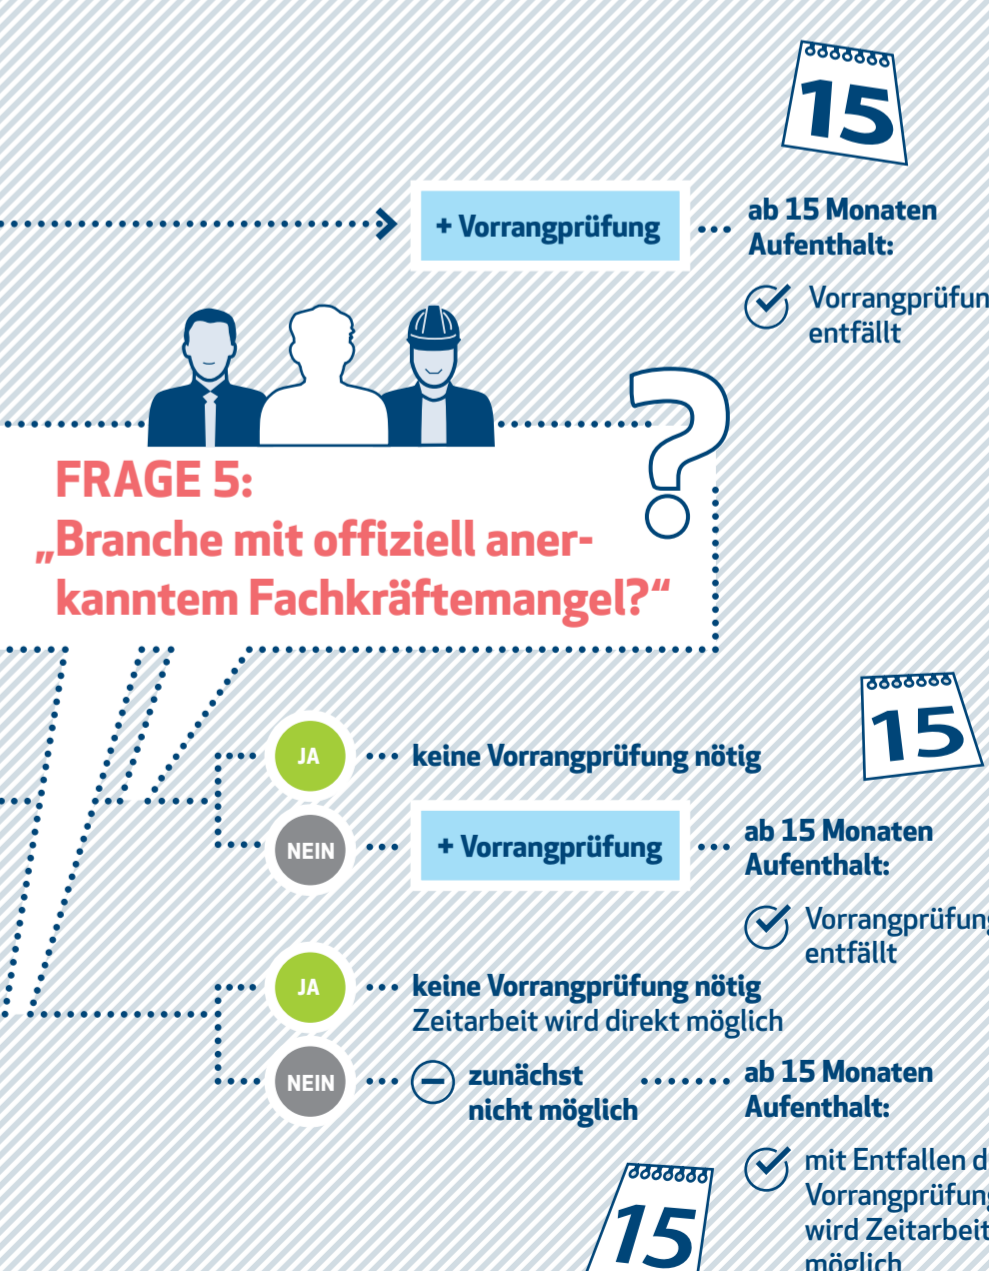 15
+ Vorrangprüfung
ab 15 Monaten
Aufenthalt:
entfällt
FRAGE 5:
„Branche mit offiziell aner-
kanntem Fachkräftemangel?“
15
JA
keine Vorrangprüfung nötig
NEIN
+ Vorrangprüfung
ab 15 Monaten
Aufenthalt:
Vorrangprüfung
entfällt
JA
keine Vorrangprüfung nötig
Zeitarbeit wird direkt möglich
NEIN
zunächst
nicht möglich
ab 15 Monaten
Aufenthalt:
mit Entfallen
Vorrangprüfung
wird Zeitarbeit
möglich
15